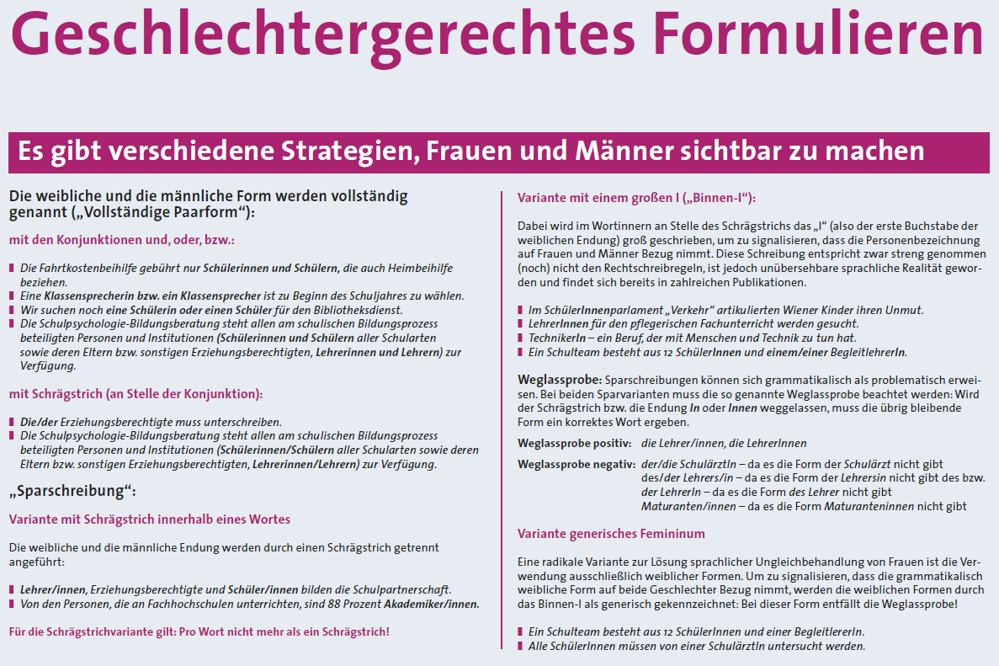 Geschlechtergerechtes Formulieren
Es gibt verschiedene Strategien, Frauen und Männer sichtbar zu machen
Die weibliche und die männliche Form werden vollständig
genannt („Vollständige Paarform“):
mit den Konjunktionen und, oder, bzw.:
Die Fahrtkostenbeihilfe gebührt nur Schülerinnen und Schülern, die auch Heimbeihilfe
beziehen.
Eine Klassensprecherin bzw. ein Klassensprecher ist zu Beginn des Schuljahres zu wählen.
Wir suchen noch eine Schülerin oder einen Schüler für den Bibliotheksdienst.
Die Schulpsychologie-Bildungsberatung steht allen am schulischen Bildungsprozess
beteiligten Personen und Institutionen (Schülerinnen und Schülern aller Schularten
sowie deren Eltern bzw. sonstigen Erziehungsberechtigten, Lehrerinnen und Lehrern) zur
Verfügung.
mit Schrägstrich (an Stelle der Konjunktion):
Die/der Erziehungsberechtigte muss unterschreiben.
Die Schulpsychologie-Bildungsberatung steht allen am schulischen Bildungsprozess
beteiligten Personen und Institutionen (Schülerinnen/Schülern aller Schularten sowie deren
Eltern bzw. sonstigen Erziehungsberechtigten, Lehrerinnen/Lehrern) zur Verfügung.
„Sparschreibung“:
Variante mit Schrägstrich innerhalb eines Wortes
Die weibliche und die männliche Endung werden durch einen Schrägstrich getrennt
angeführt:
Lehrer/innen, Erziehungsberechtigte und Schüler/innen bilden die Schulpartnerschaft.
Von den Personen, die an Fachhochschulen unterrichten, sind 88 Prozent Akademiker/innen.
Für die Schrägstrichvariante gilt: Pro Wort nicht mehr als ein Schrägstrich!
Variante mit einem großen I („Binnen-I“):
Dabei wird im Wortinnern an Stelle des Schrägstrichs das „I“ (also der erste Buchstabe der
weiblichen Endung) groß geschrieben, um zu signalisieren, dass die Personenbezeichnung
auf Frauen und Männer Bezug nimmt. Diese Schreibung entspricht zwar streng genommen
(noch) nicht den Rechtschreibregeln, ist jedoch unübersehbare sprachliche Realität gewor-
den und findet sich bereits in zahlreichen Publikationen.
Im SchülerInnenparlament „Verkehr“ artikulierten Wiener Kinder ihren Unmut.
LehrerInnen für den pflegerischen Fachunterricht werden gesucht.
TechnikerIn – ein Beruf, der mit Menschen und Technik zu tun hat.
Ein Schulteam besteht aus 12 SchülerInnen und einem/einer BegleitlehrerIn.
Weglassprobe: Sparschreibungen können sich grammatikalisch als problematisch erwei-
sen. Bei beiden Sparvarianten muss die so genannte Weglassprobe beachtet werden: Wird
der Schrägstrich bzw. die Endung In oder Innen weggelassen, muss die übrig bleibende
Form ein korrektes Wort ergeben.
Weglassprobe positiv: die Lehrer/innen, die LehrerInnen
Weglassprobe negativ: der/die SchulärztIn – da es die Form der Schulärzt nicht gibt
des/der Lehrers/in – da es die Form der Lehrersin nicht gibt des bzw.
der LehrerIn – da es die Form des Lehrer nicht gibt
Maturanten/innen – da es die Form Maturanteninnen nicht gibt
Variante generisches Femininum
Eine radikale Variante zur Lösung sprachlicher Ungleichbehandlung von Frauen ist die Ver-
wendung ausschließlich weiblicher Formen. Um zu signalisieren, dass die grammatikalisch
weibliche Form auf beide Geschlechter Bezug nimmt, werden die weiblichen Formen durch
das Binnen-I als generisch gekennzeichnet: Bei dieser Form entfällt die Weglassprobe!
Ein Schulteam besteht aus 12 SchülerInnen und einer BegleitlererIn.
Alle SchülerInnen müssen von einer SchulärztIn untersucht werden.